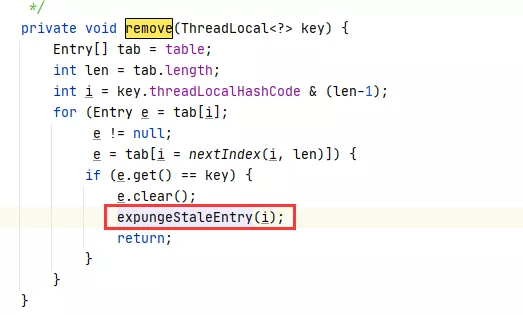 */
private void remove(ThreadLocal<?> key) {
Entry[] tab = table;
int len = tab.length;
int i = key.threadLocalHashCode & (len-1);
for (Entry e = tab[i];
e != null;
e = tab[i = nextIndex(i, len)]) {
if (e.get() == key) {
e.clear();
expungeStaleEntry(i);
return;
}
}
}